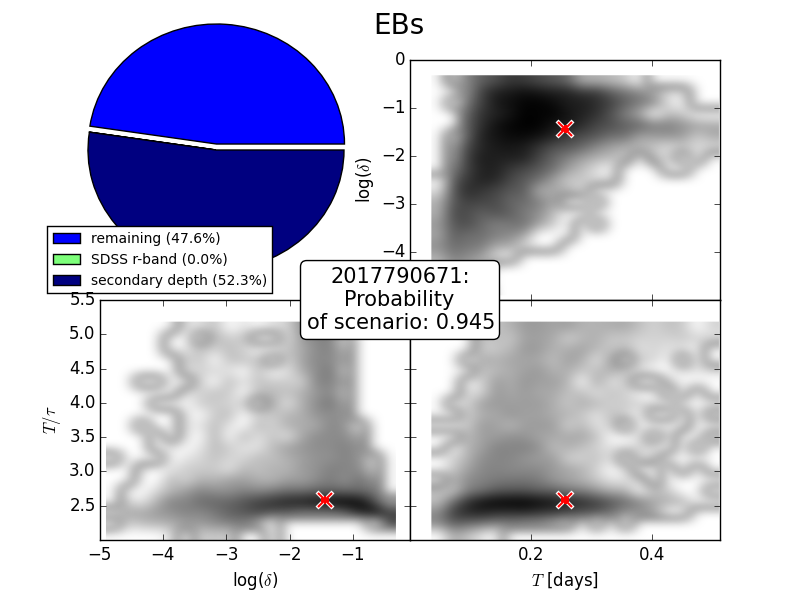 EBs
remaining (47.6%)
SDSS r-band (0.0%)
secondary depth (52.3%)
0
−1
−2
−3
−4
log(δ)
2017790671:
Probability
of scenario: 0.945
5.5
5.0
4.5
4.0
3.5
3.0
2.5
T/τ
−5
−4
−3
−2
−1
log(δ)
0.2
0.4
T [days]